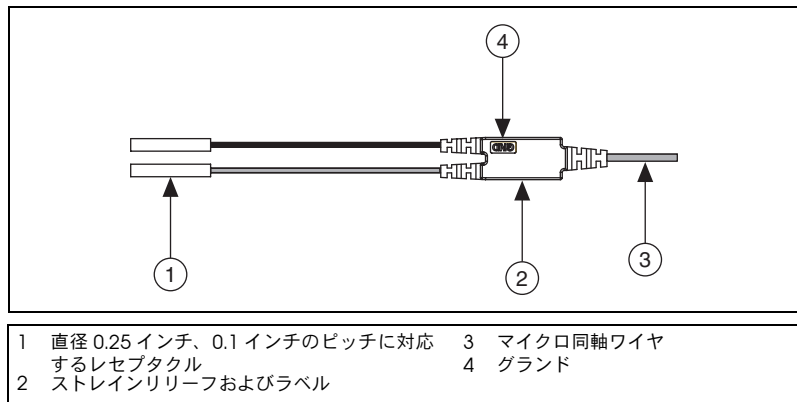 4
GND
1
2
3
1 直径 0.25 インチ、0.1 インチのピッチに対応
するレセプタクル
2 ストレインリリーフおよびラベル
3 マイクロ同軸ワイヤ
4 グランド